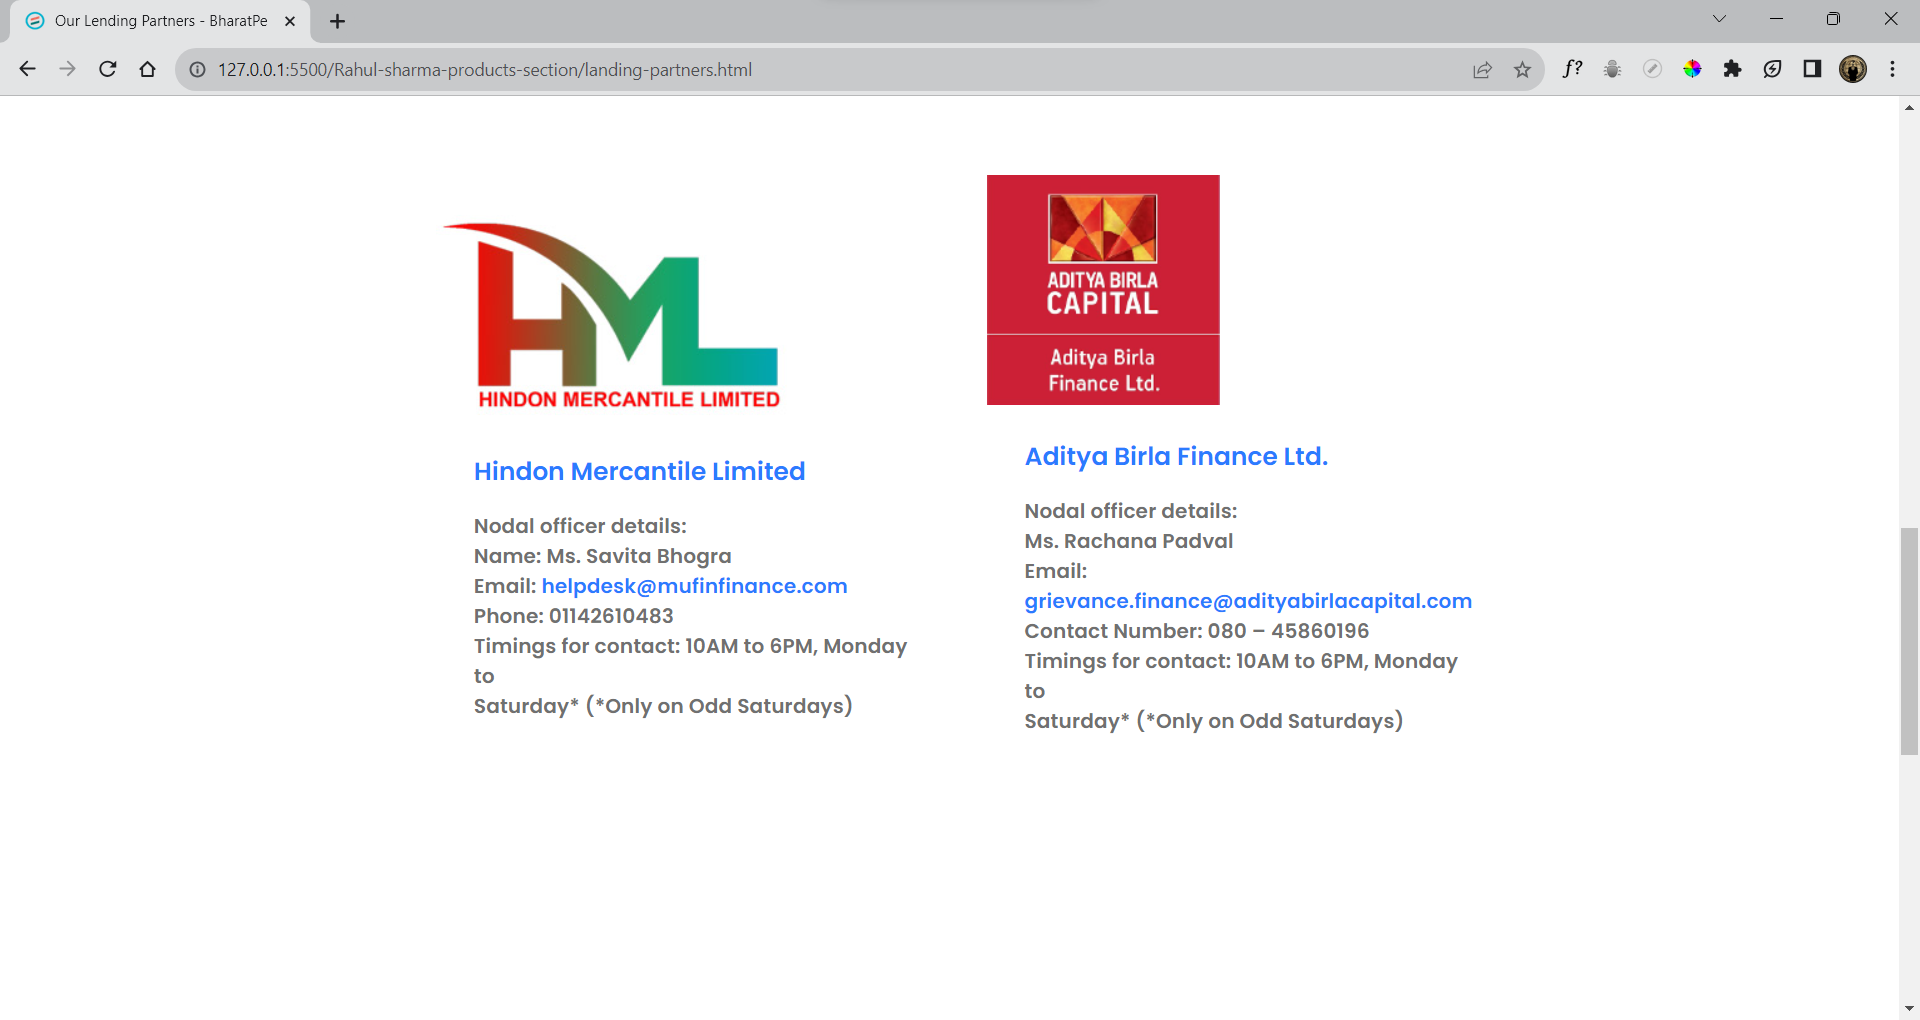 Our Lending Partners - BharatPe
127.0.0.1:5500/Rahul-sharma-products-section/landing-partners.html
f?
HML
HINDON MERCANTILE LIMITED
Hindon Mercantile Limited
Nodal officer details:
Name: Ms. Savita Bhogra
Email: helpdesk@mufinfinance.com
Phone: 01142610483
Timings for contact: 10AM to 6PM, Monday
to
Saturday* (*Only on Odd Saturdays)
ADITYA BIRLA
CAPITAL
Aditya Birla
Finance Ltd.
Aditya Birla Finance Ltd.
Nodal officer details:
Ms. Rachana Padval
Email:
grievance.finance@adityabirlacapital.com
Contact Number: 080 – 45860196
Timings for contact: 10AM to 6PM, Monday
to
Saturday* (*Only on Odd Saturdays)